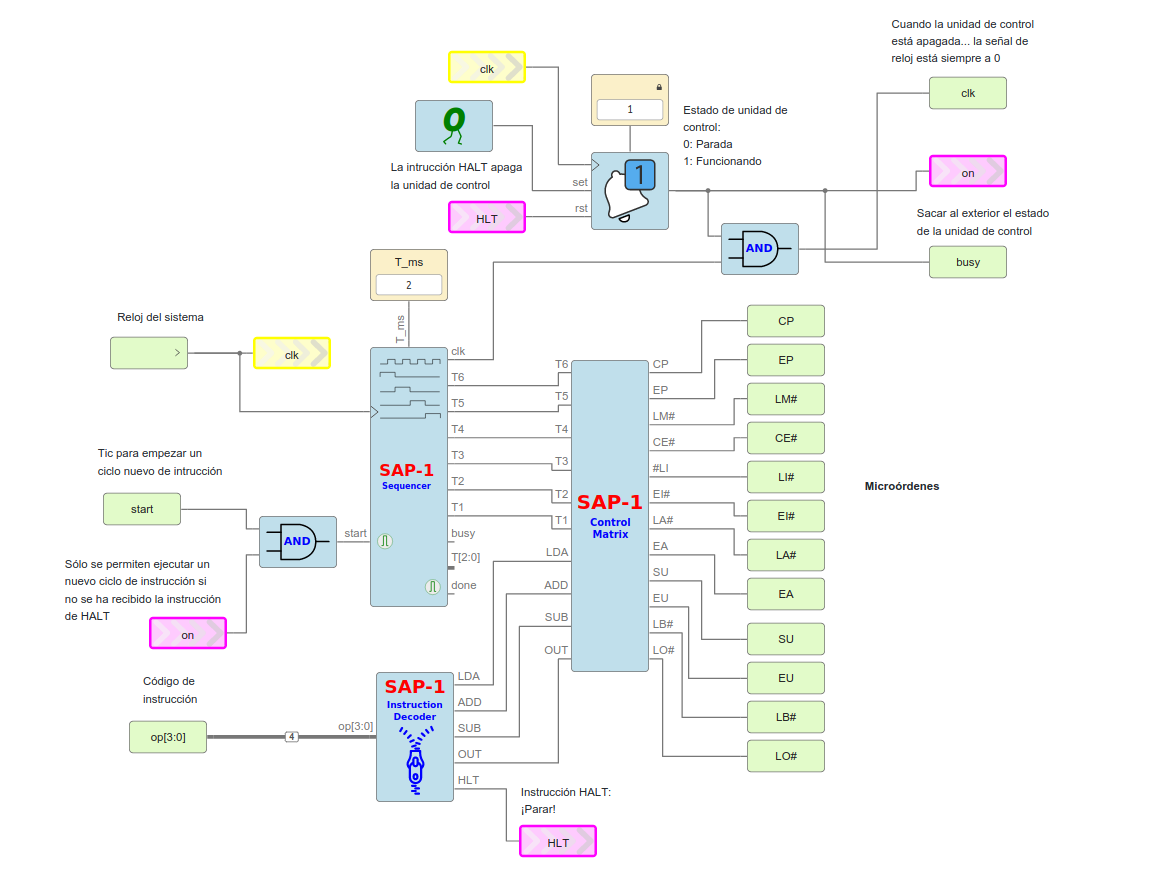 Cuando la unidad de control
está apagada... la señal de
reloj está siempre a 0
clk
clk
1
Estado de unidad de
control:
0: Parada
1: Funcionando
0
La intrucción HALT apaga
la unidad de control
set
rst
1
HLT
on
Sacar al exterior el estado
de la unidad de control
AND
busy
T_ms
2
T_ms
Reloj del sistema
clk
clk
T6
T5
T4
T3
T2
T1
busy
T[2:0]
done
SAP-1
Sequencer
start
T6
T5
T4
T3
T2
T1
LDA
ADD
SUB
OUT
SAP-1
Control
Matrix
CP
EP
LM#
CE#
#LI
EI#
LA#
EA
SU
EU
LB#
LO#
CP
EP
LM#
CE#
LI#
EI#
LA#
EA
SU
EU
LB#
LO#
Microórdenes
Tic para empezar un
ciclo nuevo de intrucción
start
AND
Sólo se permiten ejecutar un
nuevo ciclo de instrucción si
no se ha recibido la instrucción
de HALT
on
Código de
instrucción
op[3:0]
4
op[3:0]
SAP-1
Instruction
Decoder
LDA
ADD
SUB
OUT
HLT
Instrucción HALT:
¡Parar!
HLT